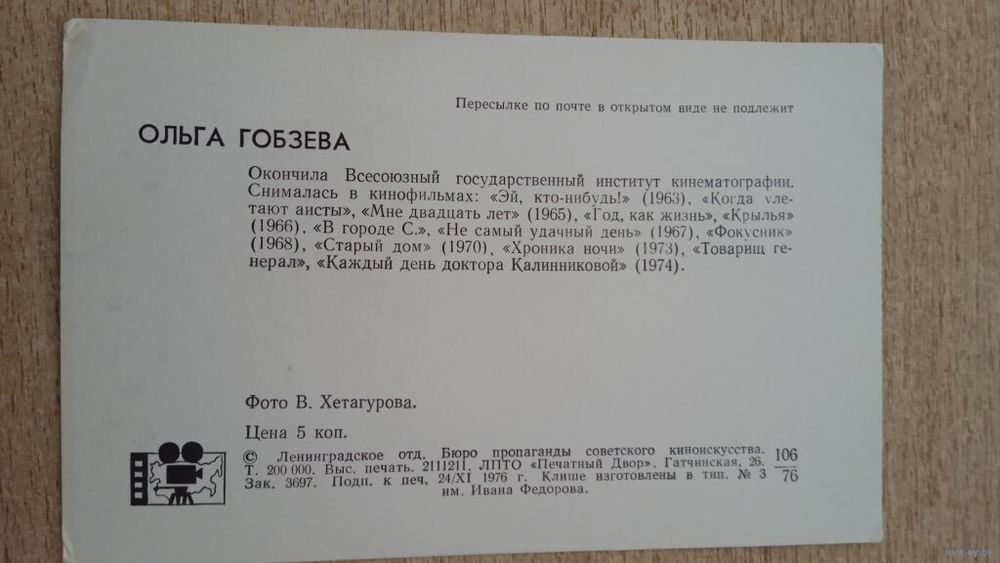 Пересылке по почте в открытом виде не подлежит
ОЛЬГА ГОБЗЕВА
Окончила Всесоюзный государственный институт кинематографии.
Снималась в кинофильмах: «Эй, кто-нибудь!» (1963), «Когда уле-
тают аисты», «Мне двадцать лет» (1965), «Год, как жизнь», «Крылья»
(1966), «В городе С.», «Не самый удачный день» (1967), «Фокусник»
(1968), «Старый дом» (1970), «Хроника ночи» (1973), «Товарищ ге-
нерал», «Каждый день доктора Калинниковой» (1974).
Фото В. Хетагурова.
Цена 5 коп.
© Ленинградское отд. Бюро пропаганды советского киноискусства.
Т. 200 000. Выс. печать. 2111211. ЛПТО «Печатный Двор». Гатчинская, 26.
Зак. 3697. Подп. к печ, 24/XI 1976 г. Клише изготовлены в тип. № 3
им. Ивана Федорова.
106
76
www.ay.by